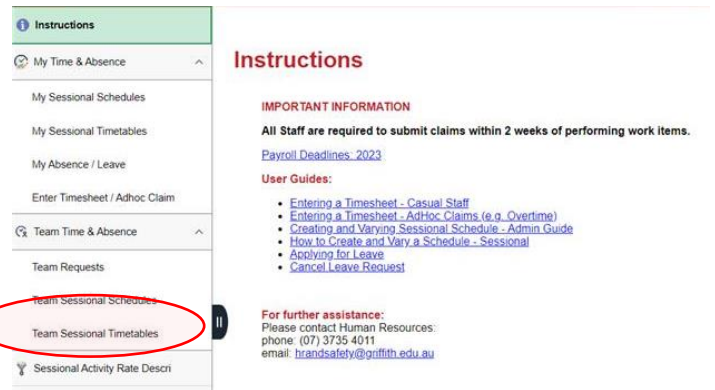 Instructions
My Time & Absence
My Sessional Schedules
My Sessional Timetables
My Absence / Leave
Enter Timesheet / Adhoc Claim
Team Time & Absence
Team Requests
Team Sessional Schedules
Team Sessional Timetables
Sessional Activity Rate Descri
Instructions
IMPORTANT INFORMATION
All Staff are required to submit claims within 2 weeks of performing work items.
Payroll Deadlines: 2023
User Guides:
• Entering a Timesheet - Casual Staff
• Entering a Timesheet - AdHoc Claims (e.g. Overtime)
• Creating and Varying Sessional Schedule - Admin Guide
• How to Create and Vary a Schedule - Sessional
• Applying for Leave
• Cancel Leave Request
For further assistance:
Please contact Human Resources:
phone: (07) 3735 4011
email: hrandsafety@griffith.edu.au